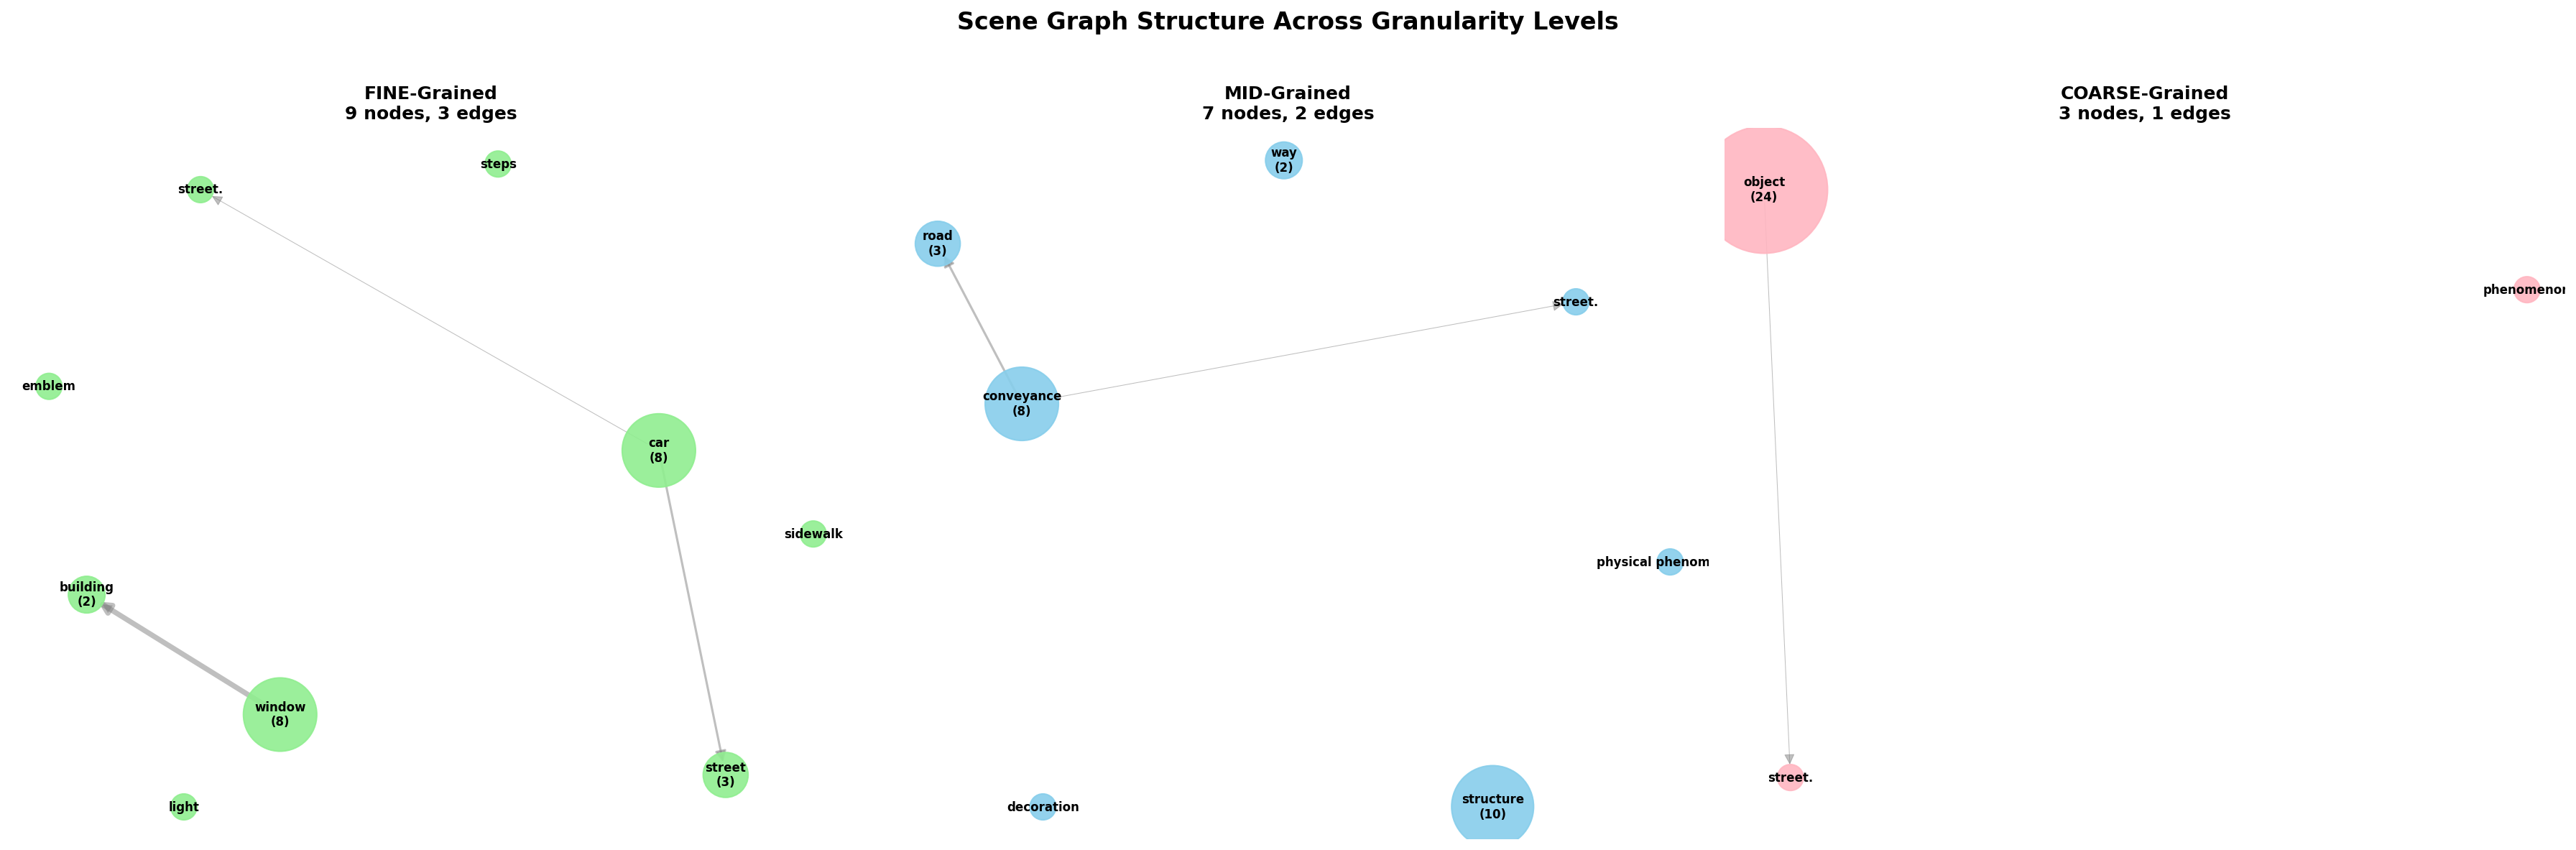 Scene Graph Structure Across Granularity Levels
FINE-Grained
9 nodes, 3 edges
steps
street.
emblem
car
(8)
sidewalk
building
(2)
window
(8)
street
(3)
light
MID-Grained
7 nodes, 2 edges
way
(2)
road
(3)
street.
conveyance
(8)
physical phenom
decoration
structure
(10)
COARSE-Grained
3 nodes, 1 edges
object
(24)
phenomenon
street.